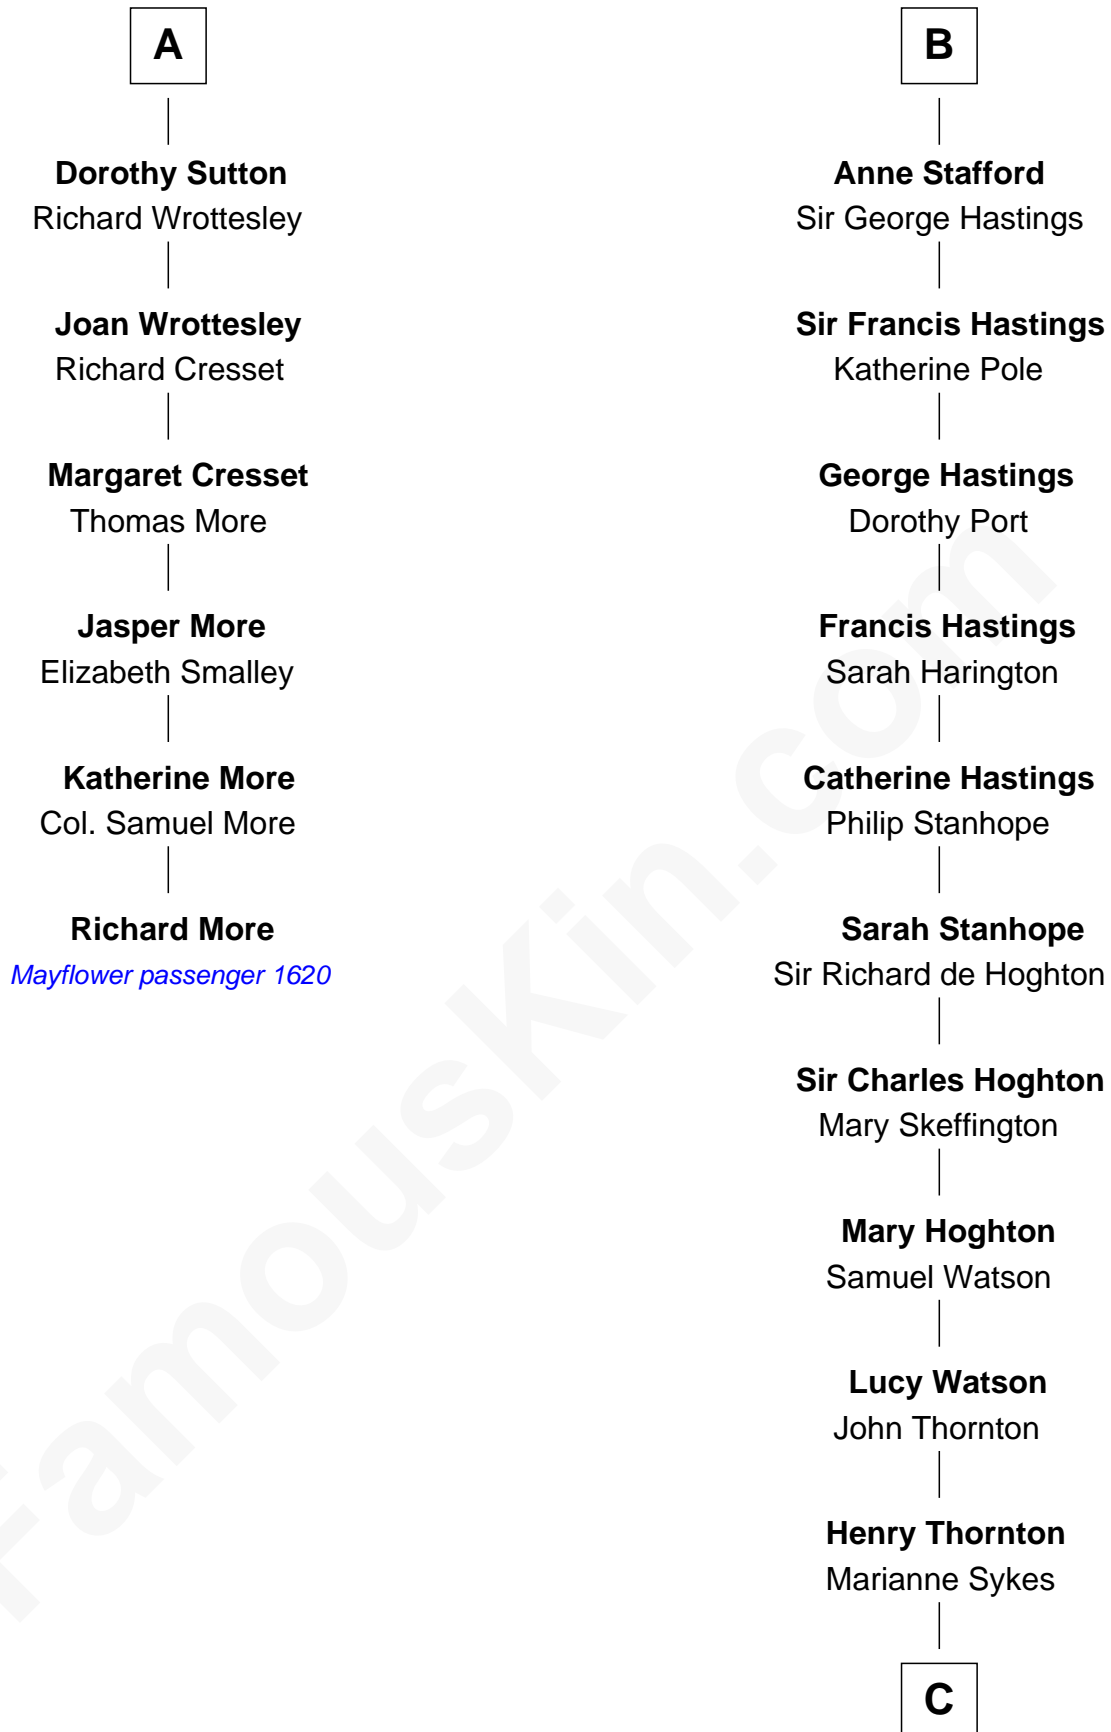 A
Dorothy Sutton
Richard Wrottesley
Joan Wrottesley
Richard Cresset
Margaret Cresset
Thomas More
Jasper More
Elizabeth Smalley
Katherine More
Col. Samuel More
Richard More
Mayflower passenger 1620
B
Anne Stafford
Sir George Hastings
Sir Francis Hastings
Katherine Pole
George Hastings
Dorothy Port
Francis Hastings
Sarah Harington
Catherine Hastings
Philip Stanhope
Sarah Stanhope
Sir Richard de Hoghton
Sir Charles Hoghton
Mary Skeffington
Mary Hoghton
Samuel Watson
Lucy Watson
John Thornton
Henry Thornton
Marianne Sykes
C
FamousKin.com